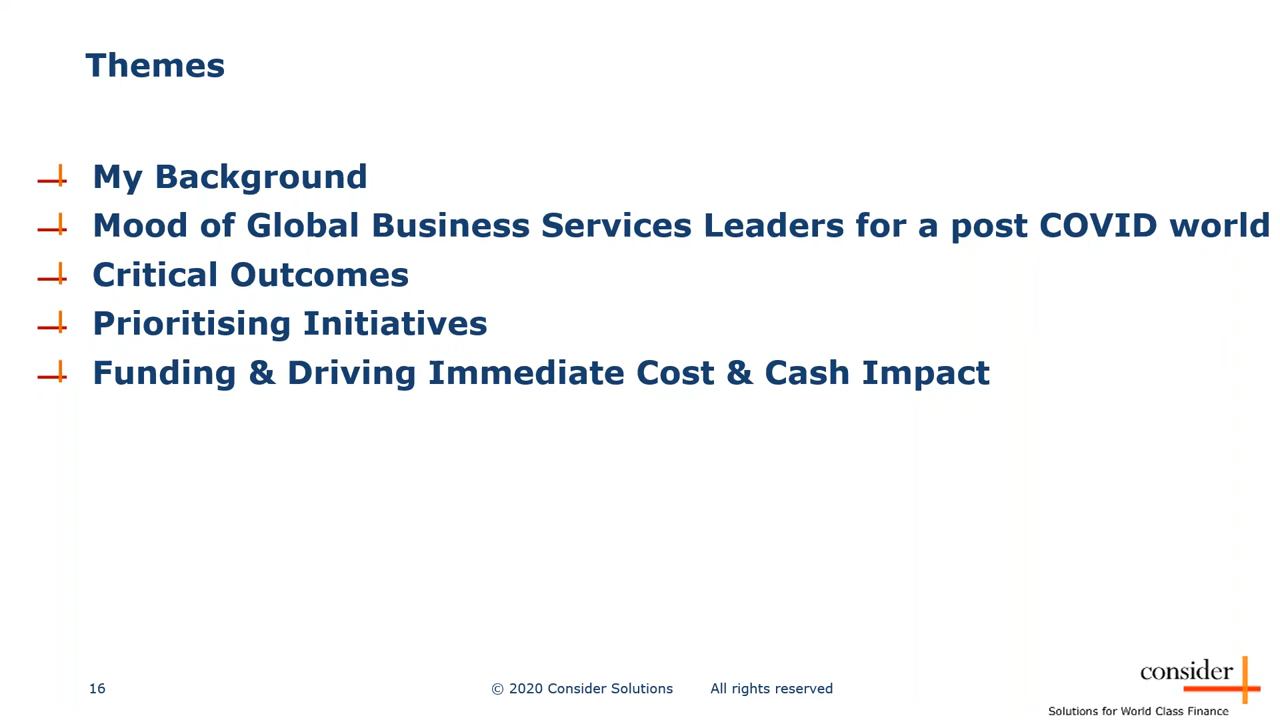 Themes
My Background
Mood of Global Business Services Leaders for a post COVID world
Critical Outcomes
Prioritising Initiatives
Funding & Driving Immediate Cost & Cash Impact
16
© 2020 Consider Solutions All rights reserved
consider
Solutions for World Class Finance